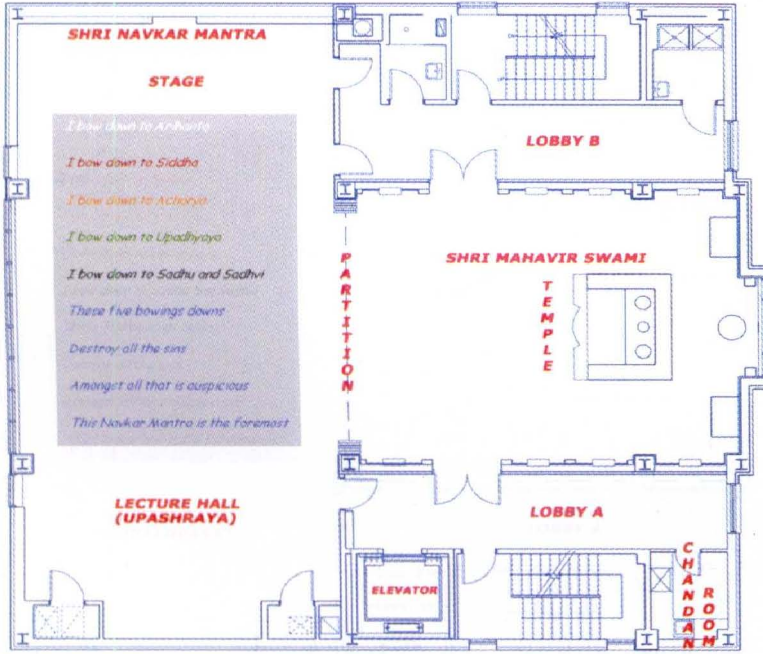 SHRI NAVKAR MANTRA
STAGE
I bow down to Arihanta
I bow down to Siddha
I bow down to Acharya
I bow down to Upadhyaya
I bow down to Sadhu and Sadhvi
These five bowings downs
Destroy all the sins
Amongst all that is auspicious
This Navkar Mantra is the foremost
LECTURE HALL
(UPASHRAYA)
PARTITION
LOBBY B
SHRI MAHAVIR SWAMI
TEMPLE
LOBBY A
ELEVATOR
CHANDAN
ROOM